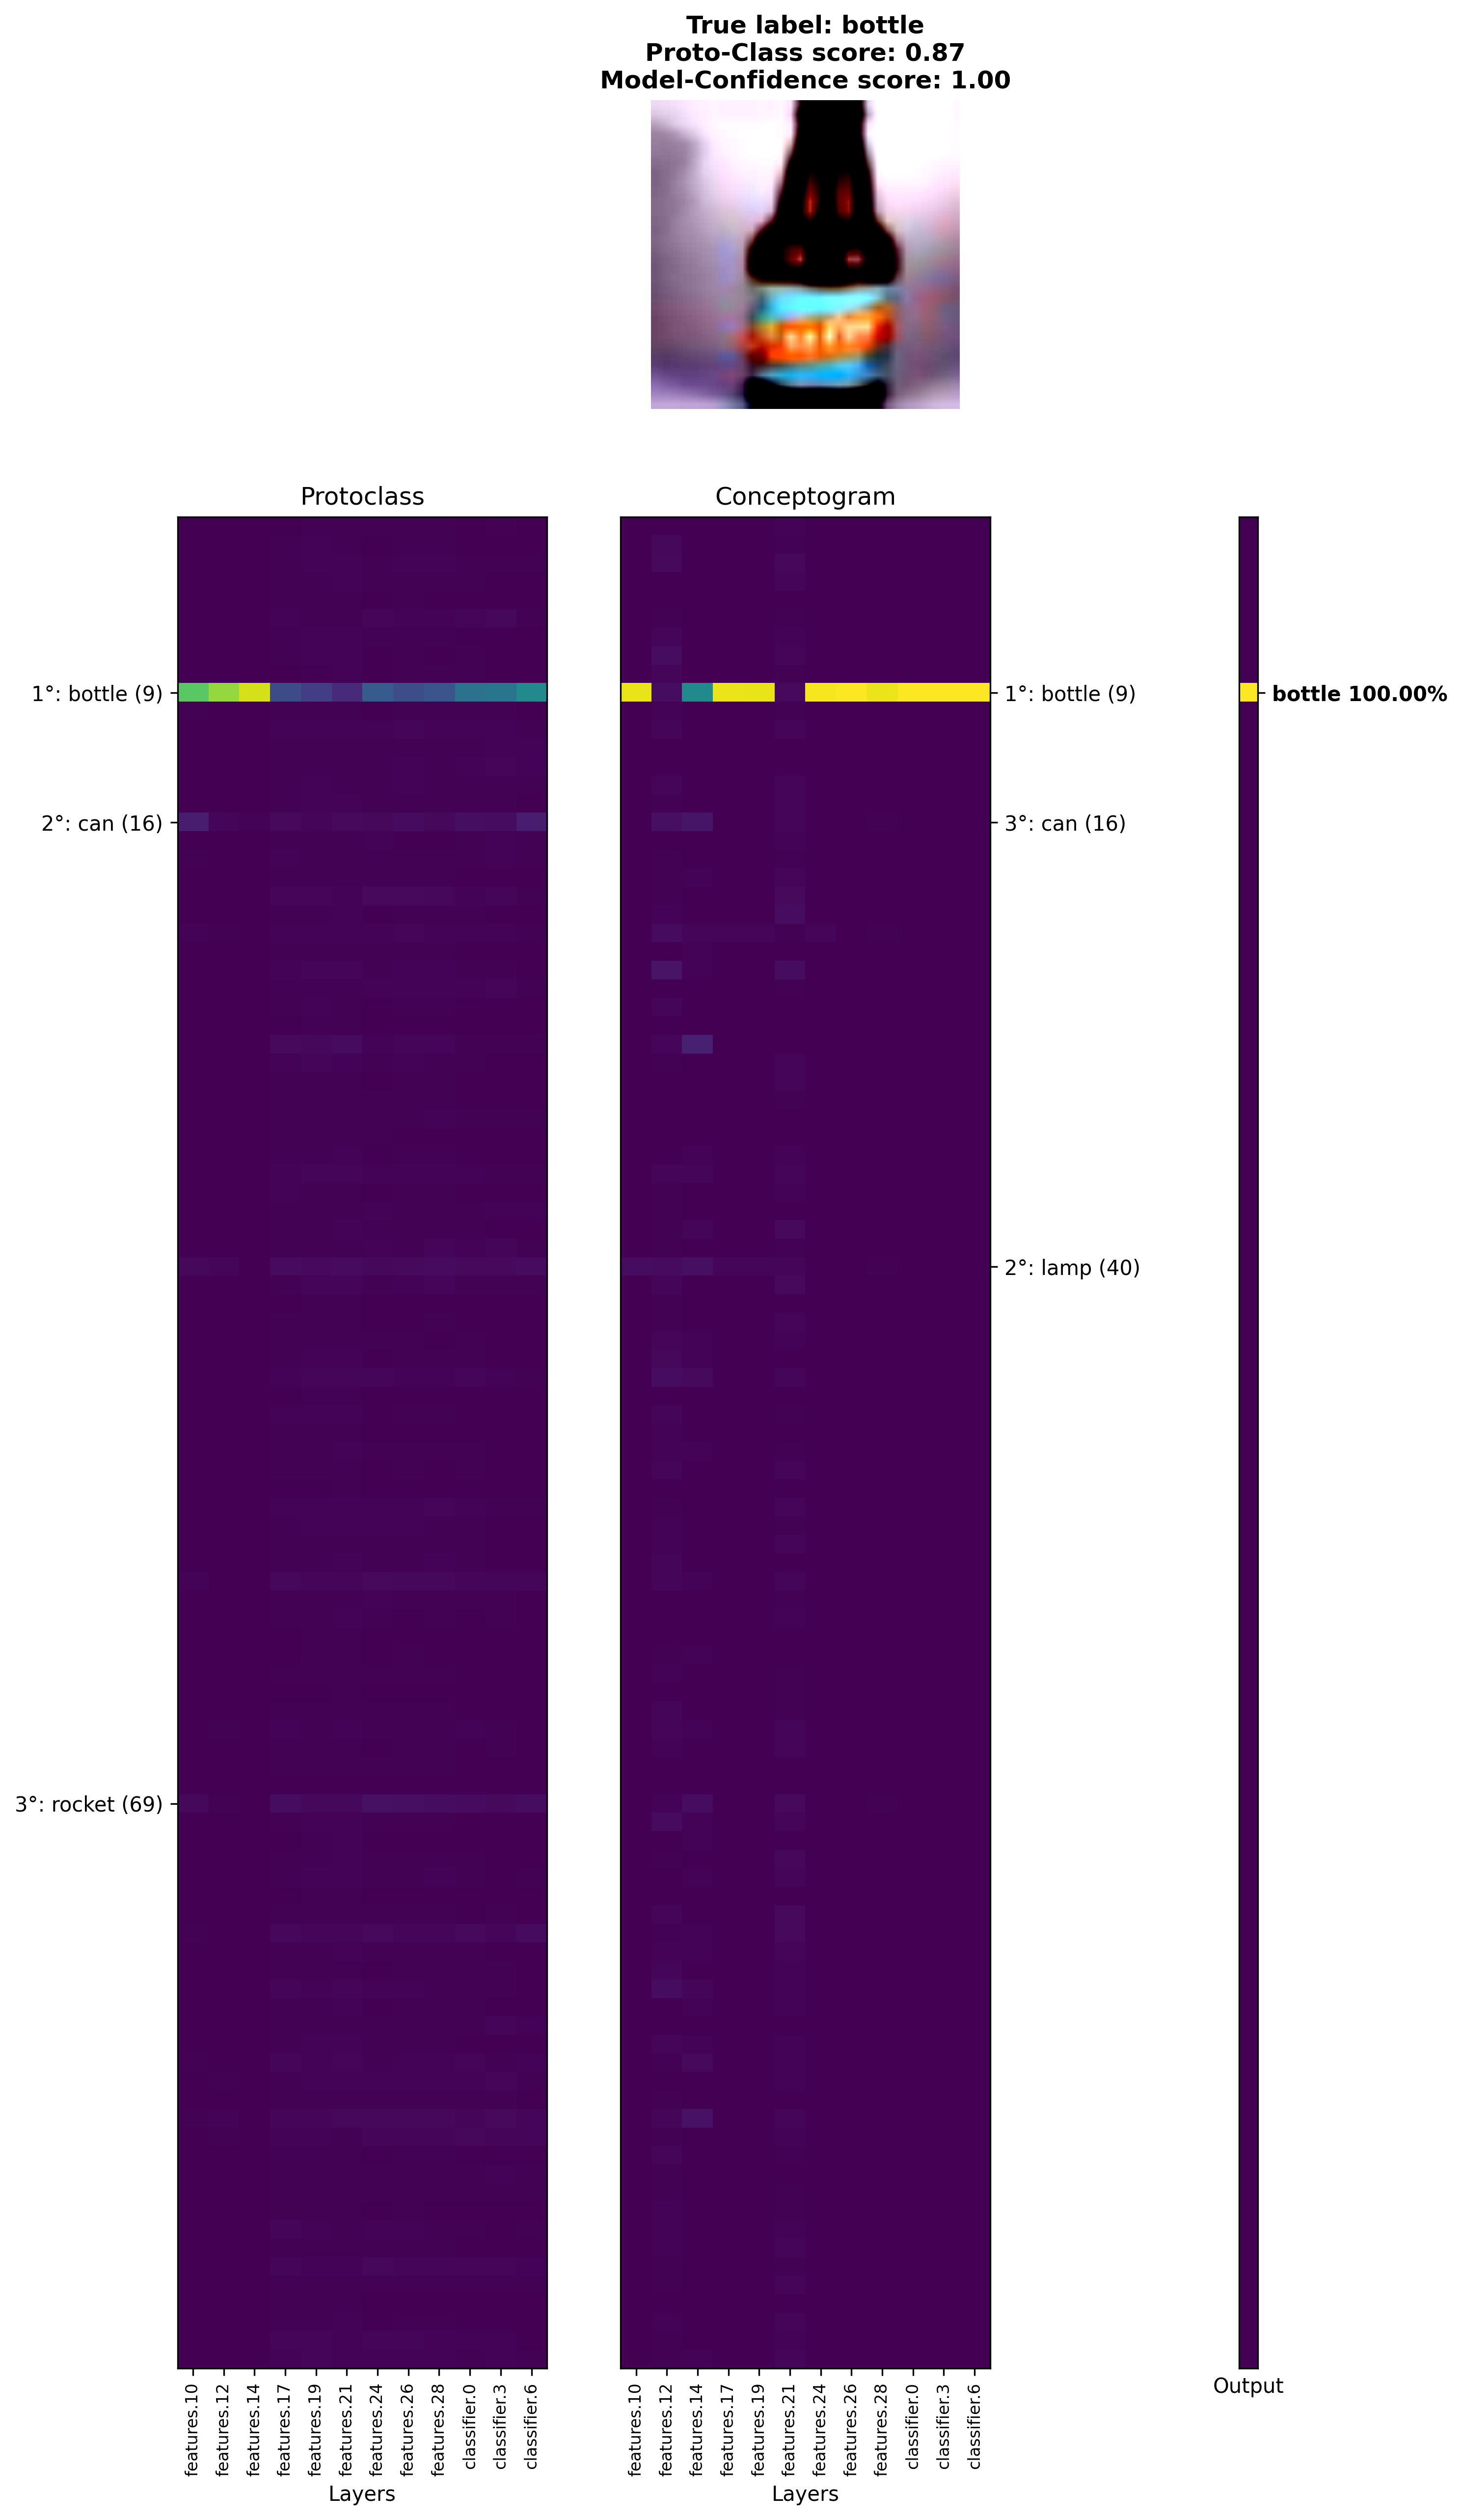 True label: bottle
Proto-Class score: 0.87
Model-Confidence score: 1.00
Protoclass
Conceptogram
1°: bottle (9)
2°: can (16)
3°: rocket (69)
1°: bottle (9)
3°: can (16)
2°: lamp (40)
bottle 100.00%
features.10
features.12
features.14
features.17
features.19
features.21
features.24
features.26
features.28
classifier.0
classifier.3
classifier.6
Layers
features.10
features.12
features.14
features.17
features.19
features.21
features.24
features.26
features.28
classifier.0
classifier.3
classifier.6
Layers
Output